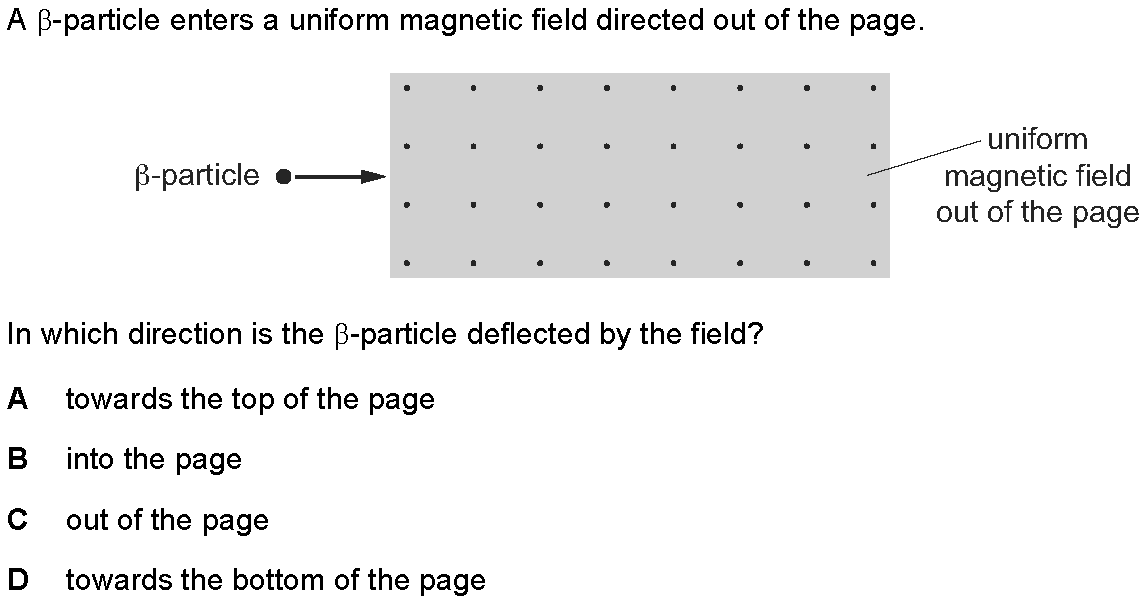 A β-particle enters a uniform magnetic field directed out of the page.
β-particle
uniform
magnetic field
out of the page
In which direction is the β-particle deflected by the field?
A towards the top of the page
B into the page
C out of the page
D towards the bottom of the page